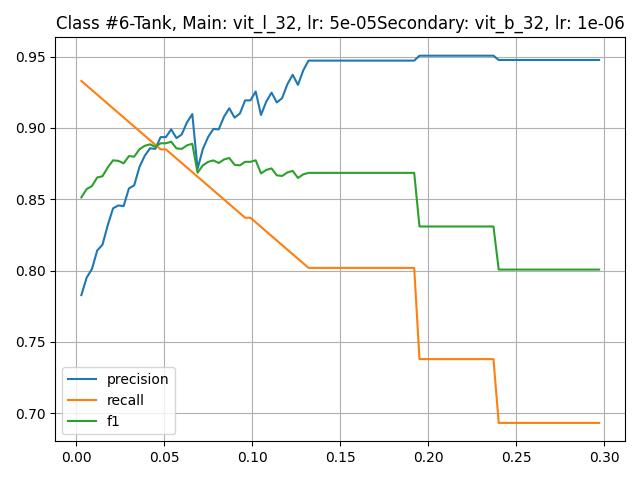 Class #6-Tank, Main: vit_l_32, lr: 5e-05Secondary: vit_b_32, lr: 1e-06
0.95
0.90
0.85
0.80
0.75
0.70
precision
recall
f1
0.00 0.05 0.10 0.15 0.20 0.25 0.30